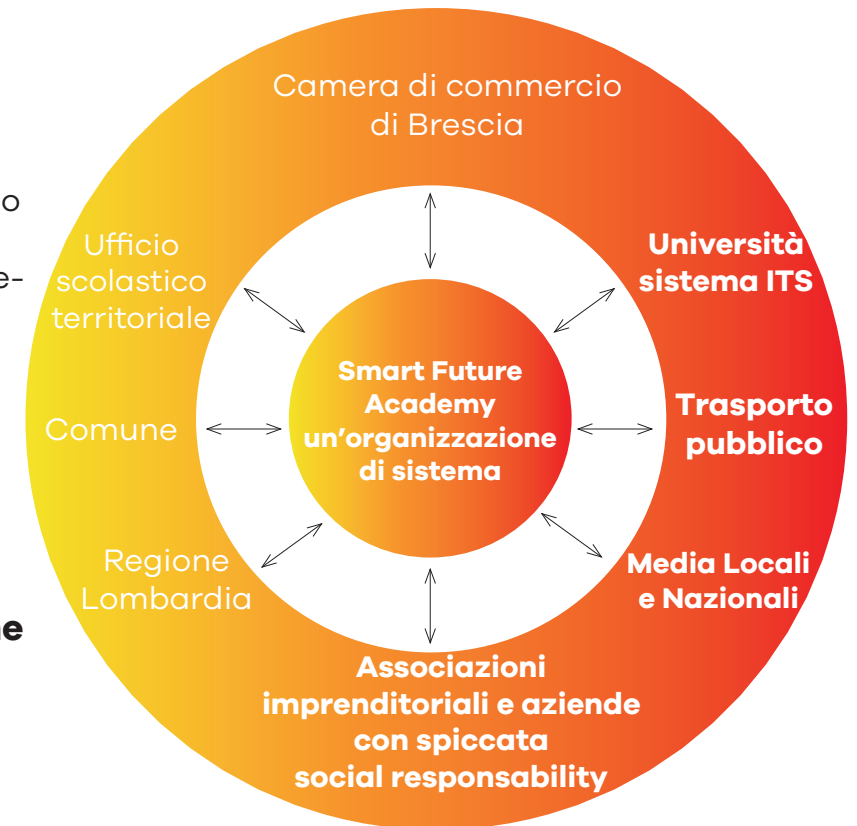 Camera di commercio
di Brescia
o
e-
Ufficio
scolastico
territoriale
Università
sistema ITS
Smart Future
Academy
un'organizzazione
di sistema
Comune
Trasporto
pubblico
Regione
Lombardia
Media Locali
e Nazionali
ne
Associazioni
imprenditoriali e aziende
con spiccata
social responsability